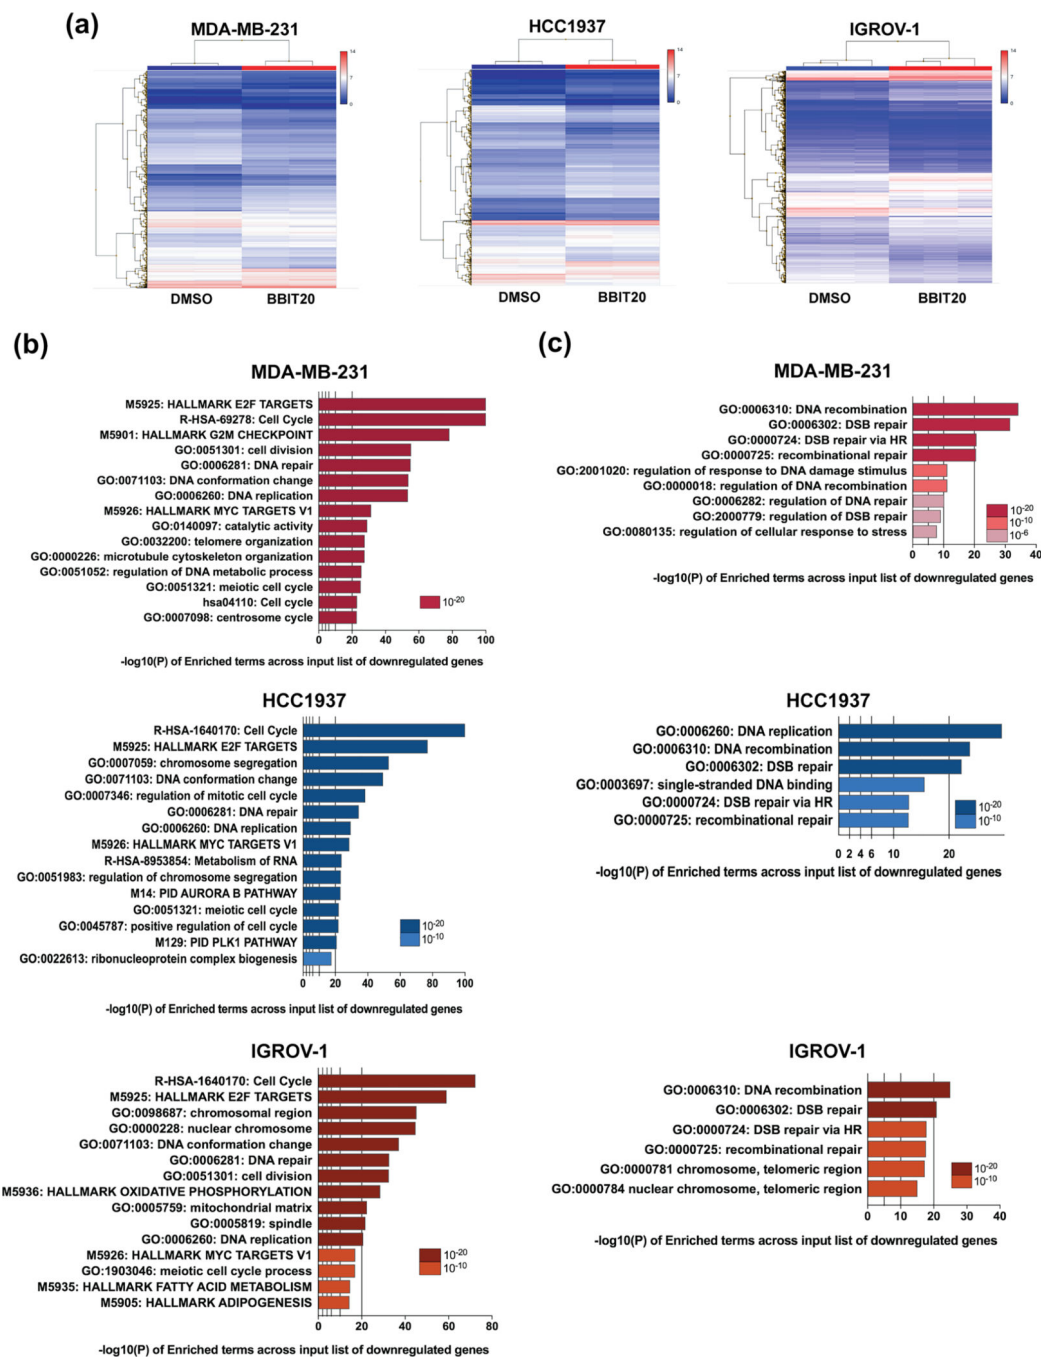 (a)
MDA-MB-231
HCC1937
IGROV-1
14
7
0
14
7
0
14
7
0
DMSO BBIT20
DMSO BBIT20
DMSO BBIT20
(b)
MDA-MB-231
M5925: HALLMARK E2F TARGETS
R-HSA-69278: Cell Cycle
M5901: HALLMARK G2M CHECKPOINT
GO:0051301: cell division
GO:0006281: DNA repair
GO:0071103: DNA conformation change
GO:0006260: DNA replication
M5926: HALLMARK MYC TARGETS V1
GO:0140097: catalytic activity
GO:0032200: telomere organization
GO:0000226: microtubule cytoskeleton organization
GO:0051052: regulation of DNA metabolic process
GO:0051321: meiotic cell cycle
hsa04110: Cell cycle
GO:0007098: centrosome cycle
10-20
0 20 40 60 80 100
-log10(P) of Enriched terms across input list of downregulated genes
HCC1937
R-HSA-1640170: Cell Cycle
M5925: HALLMARK E2F TARGETS
GO:0007059: chromosome segregation
GO:0071103: DNA conformation change
GO:0007346: regulation of mitotic cell cycle
GO:0006281: DNA repair
GO:0006260: DNA replication
M5926: HALLMARK MYC TARGETS V1
R-HSA-8953854: Metabolism of RNA
GO:0051983: regulation of chromosome segregation
M14: PID AURORA B PATHWAY
GO:0051321: meiotic cell cycle
GO:0045787: positive regulation of cell cycle
M129: PID PLK1 PATHWAY
GO:0022613: ribonucleoprotein complex biogenesis
10-20
10-10
0 20 40 60 80 100
-log10(P) of Enriched terms across input list of downregulated genes
IGROV-1
R-HSA-1640170: Cell Cycle
M5925: HALLMARK E2F TARGETS
GO:0098687: chromosomal region
GO:0000228: nuclear chromosome
GO:0071103: DNA conformation change
GO:0006281: DNA repair
GO:0051301: cell division
M5936: HALLMARK OXIDATIVE PHOSPHORYLATION
GO:0005759: mitochondrial matrix
GO:0005819: spindle
GO:0006260: DNA replication
M5926: HALLMARK MYC TARGETS V1
GO:1903046: meiotic cell cycle process
M5935: HALLMARK FATTY ACID METABOLISM
M5905: HALLMARK ADIPOGENESIS
10-20
10-10
0 20 40 60 80
-log10(P) of Enriched terms across input list of downregulated genes
(c)
MDA-MB-231
GO:0006310: DNA recombination
GO:0006302: DSB repair
GO:0000724: DSB repair via HR
GO:0000725: recombinational repair
GO:2001020: regulation of response to DNA damage stimulus
GO:0000018: regulation of DNA recombination
GO:0006282: regulation of DNA repair
GO:2000779: regulation of DSB repair
GO:0080135: regulation of cellular response to stress
10-20
10-10
10-6
0 10 20 30 40
-log10(P) of Enriched terms across input list of downregulated genes
HCC1937
GO:0006260: DNA replication
GO:0006310: DNA recombination
GO:0006302: DSB repair
GO:0003697: single-stranded DNA binding
GO:0000724: DSB repair via HR
GO:0000725: recombinational repair
10-20
10-10
0 2 4 6 10 20
-log10(P) of Enriched terms across input list of downregulated genes
IGROV-1
GO:0006310: DNA recombination
GO:0006302: DSB repair
GO:0000724: DSB repair via HR
GO:0000725: recombinational repair
GO:0000781 chromosome, telomeric region
GO:0000784 nuclear chromosome, telomeric region
10-20
10-10
0 10 20 30 40
-log10(P) of Enriched terms across input list of downregulated genes